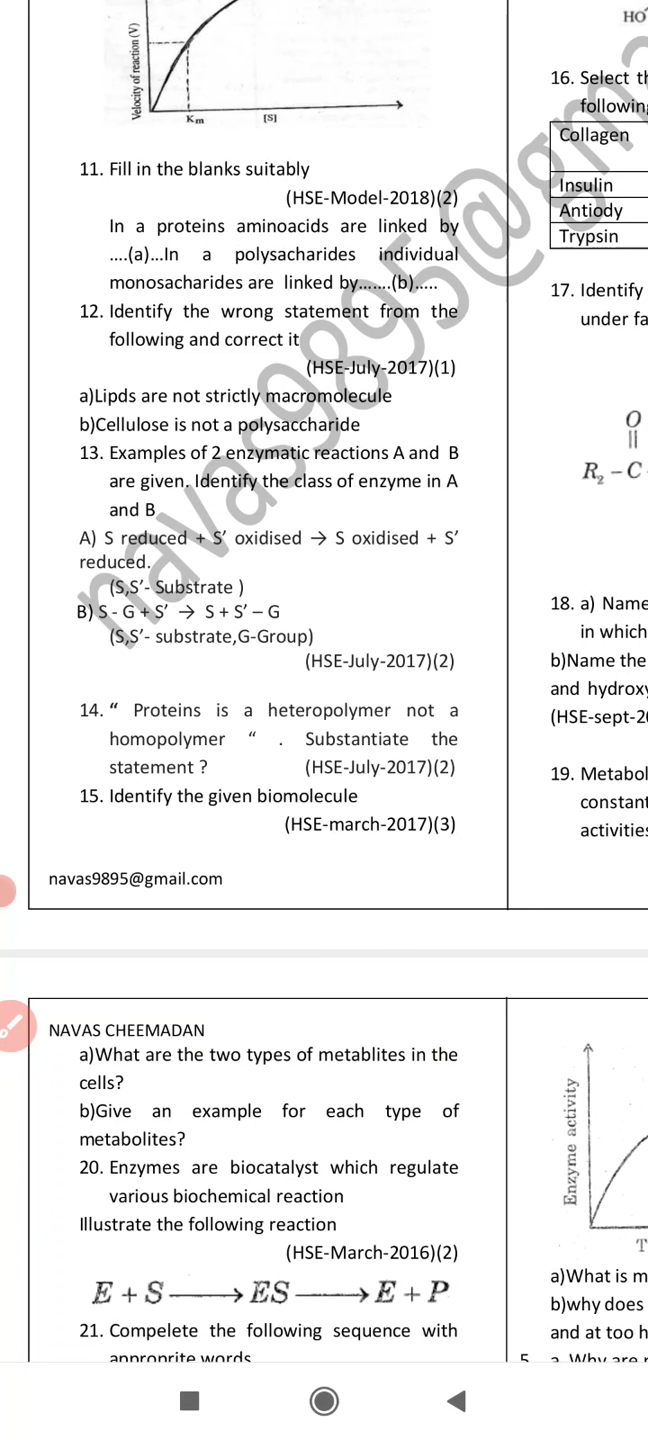 Velocity of reaction (V)
Km
[S]
11. Fill in the blanks suitably
(HSE-Model-2018)(2)
In a proteins aminoacids are linked by
....(a)...In a polysacharides individual
monosacharides are linked by.......(b).....
12. Identify the wrong statement from the
following and correct it
(HSE-July-2017)(1)
a)Lipds are not strictly macromolecule
b)Cellulose is not a polysaccharide
13. Examples of 2 enzymatic reactions A and B
are given. Identify the class of enzyme in A
and B
A) S reduced + S′ oxidised → S oxidised + S′
reduced.
(S,S′- Substrate )
B) S - G + S′ → S + S′ – G
(S,S′- substrate,G-Group)
(HSE-July-2017)(2)
14. “ Proteins is a heteropolymer not a
homopolymer “ . Substantiate the
statement ? (HSE-July-2017)(2)
15. Identify the given biomolecule
(HSE-march-2017)(3)
navas9895@gmail.com
HO
16. Select th
following
Collagen
Insulin
Antiody
Trypsin
17. Identify
under fa
O
||
R₂ – C
18. a) Name
in which
b)Name the
and hydroxy
(HSE-sept-20
19. Metabol
constant
activities
navas9895@gma
NAVAS CHEEMADAN
a)What are the two types of metablites in the
cells?
b)Give an example for each type of
metabolites?
20. Enzymes are biocatalyst which regulate
various biochemical reaction
Illustrate the following reaction
(HSE-March-2016)(2)
E + S ⟶ ES ⟶ E + P
21. Compelete the following sequence with
appropriate words
Enzyme activity
T
a)What is m
b)why does
and at too h
5 a. Why are